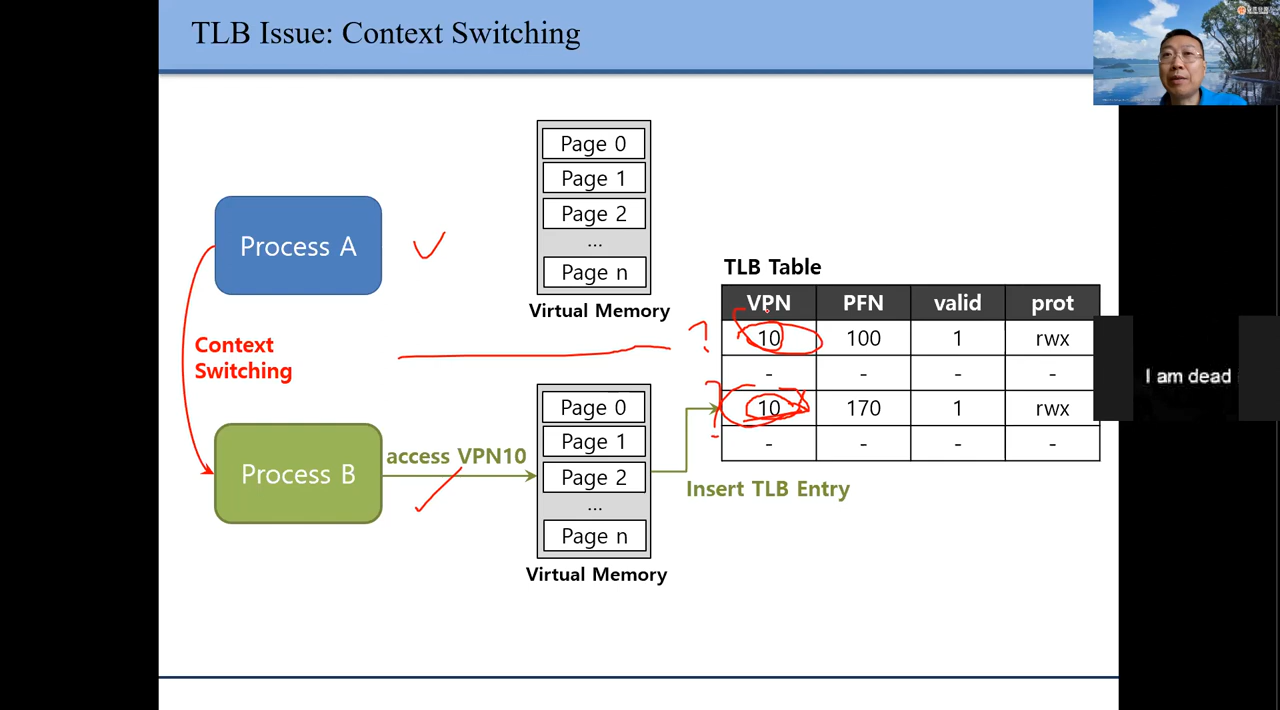 TLB Issue: Context Switching
Page 0
Page 1
Page 2
...
Page n
Virtual Memory
Process A
Context
Switching
Process B
access VPN10
Page 0
Page 1
Page 2
...
Page n
Virtual Memory
TLB Table
VPN PFN valid prot
? 10 100 1 rwx
- - - -
? 10 170 1 rwx
- - - -
Insert TLB Entry
I am dead